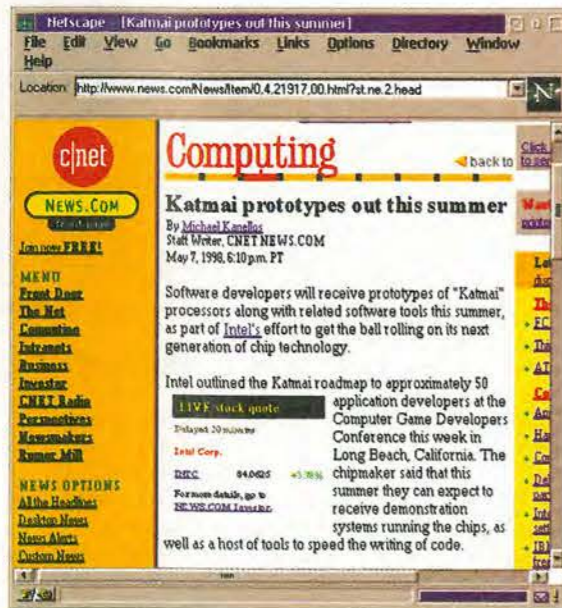 Netscape - [Katmai prototypes out this summer]
File Edit View Go Bookmarks Links Options Directory Window
Help
Location: http://www.news.com/News/Item/0,4,21917,00.html?st.ne.2.head
N
c|net
NEWS.COM
Join now FREE!
MENU
Front Door
The Net
Computing
Intranets
Business
Investor
CNET Radio
Perspectives
Newsmakers
Rumor Mill
NEWS OPTIONS
All the Headlines
Desktop News
News Alerts
Custom News
Computing
back to
Katmai prototypes out this summer
By Michael Kanellos
Staff Writer, CNET NEWS.COM
May 7, 1998, 6:10 p.m. PT
Software developers will receive prototypes of "Katmai"
processors along with related software tools this summer,
as part of Intel's effort to get the ball rolling on its next
generation of chip technology.
Intel outlined the Katmai roadmap to approximately 50
application developers at the
Computer Game Developers
Conference this week in
Long Beach, California. The
chipmaker said that this
summer they can expect to
receive demonstration
systems running the chips, as
well as a host of tools to speed the writing of code.
LIVE stock quote
Delayed 20 minutes
Intel Corp.
INTC 84.0625
For more details, go to
NEWS.COM Investor.
Click